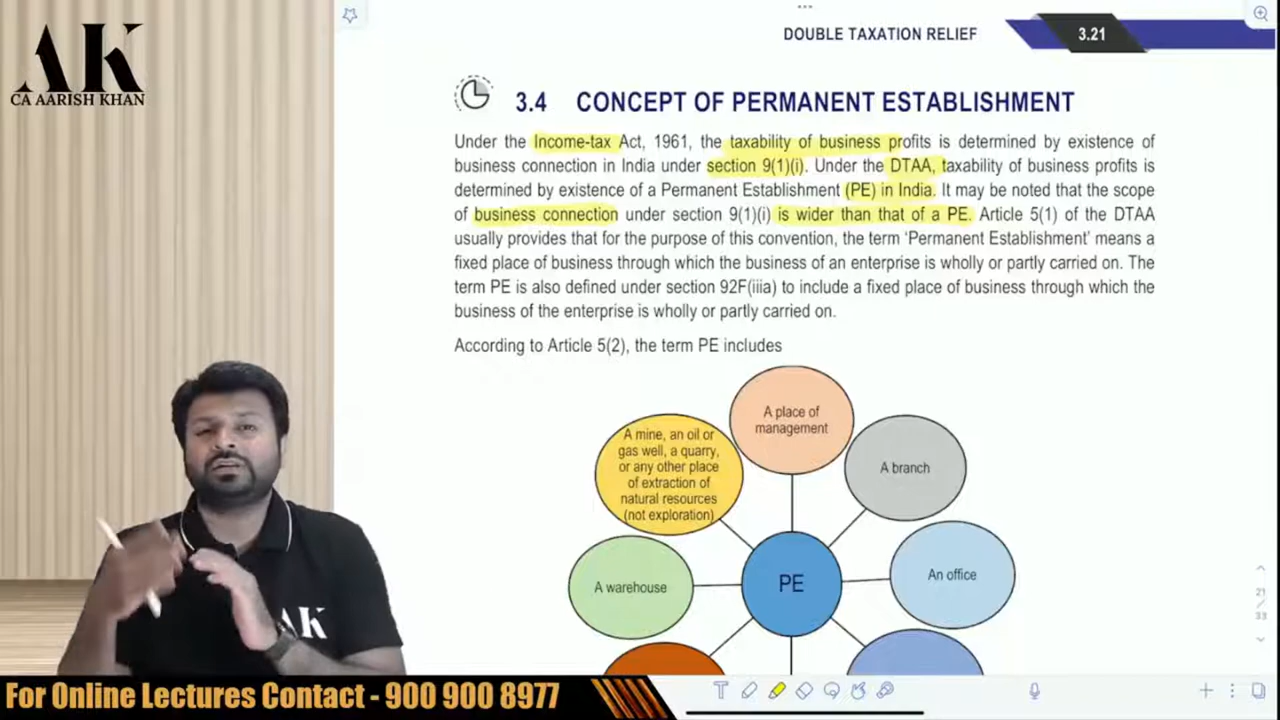 AK
CA AARISH KHAN
DOUBLE TAXATION RELIEF
3.21
3.4 CONCEPT OF PERMANENT ESTABLISHMENT
Under the Income-tax Act, 1961, the taxability of business profits is determined by existence of
business connection in India under section 9(1)(i). Under the DTAA, taxability of business profits is
determined by existence of a Permanent Establishment (PE) in India. It may be noted that the scope
of business connection under section 9(1)(i) is wider than that of a PE. Article 5(1) of the DTAA
usually provides that for the purpose of this convention, the term ‘Permanent Establishment’ means a
fixed place of business through which the business of an enterprise is wholly or partly carried on. The
term PE is also defined under section 92F(iiia) to include a fixed place of business through which the
business of the enterprise is wholly or partly carried on.
According to Article 5(2), the term PE includes
A place of
management
A mine, an oil or
gas well, a quarry,
or any other place
of extraction of
natural resources
(not exploration)
A branch
A warehouse
PE
An office
AK
21
/
33
For Online Lectures Contact - 900 900 8977